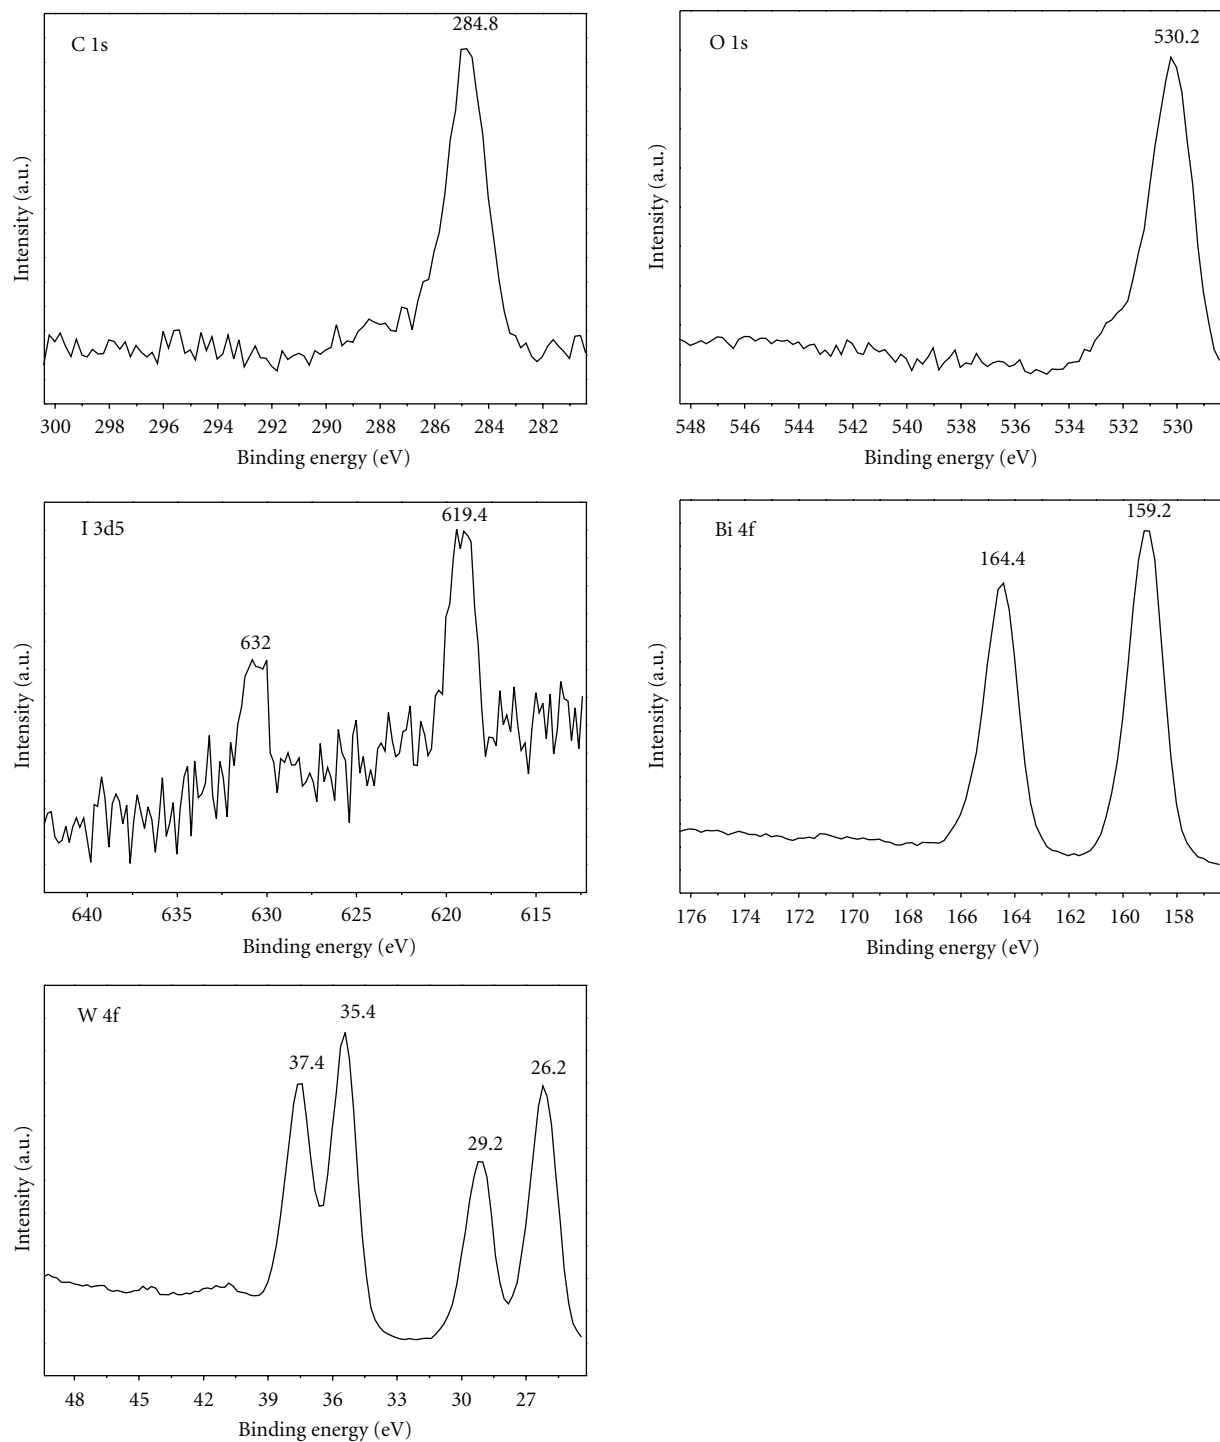 C 1s
284.8
Intensity (a.u.)
300 298 296 294 292 290 288 286 284 282
Binding energy (eV)
O 1s
530.2
Intensity (a.u.)
548 546 544 542 540 538 536 534 532 530
Binding energy (eV)
I 3d5
619.4
632
Intensity (a.u.)
640 635 630 625 620 615
Binding energy (eV)
Bi 4f
159.2
164.4
Intensity (a.u.)
176 174 172 170 168 166 164 162 160 158
Binding energy (eV)
W 4f
35.4
37.4
26.2
29.2
Intensity (a.u.)
48 45 42 39 36 33 30 27
Binding energy (eV)